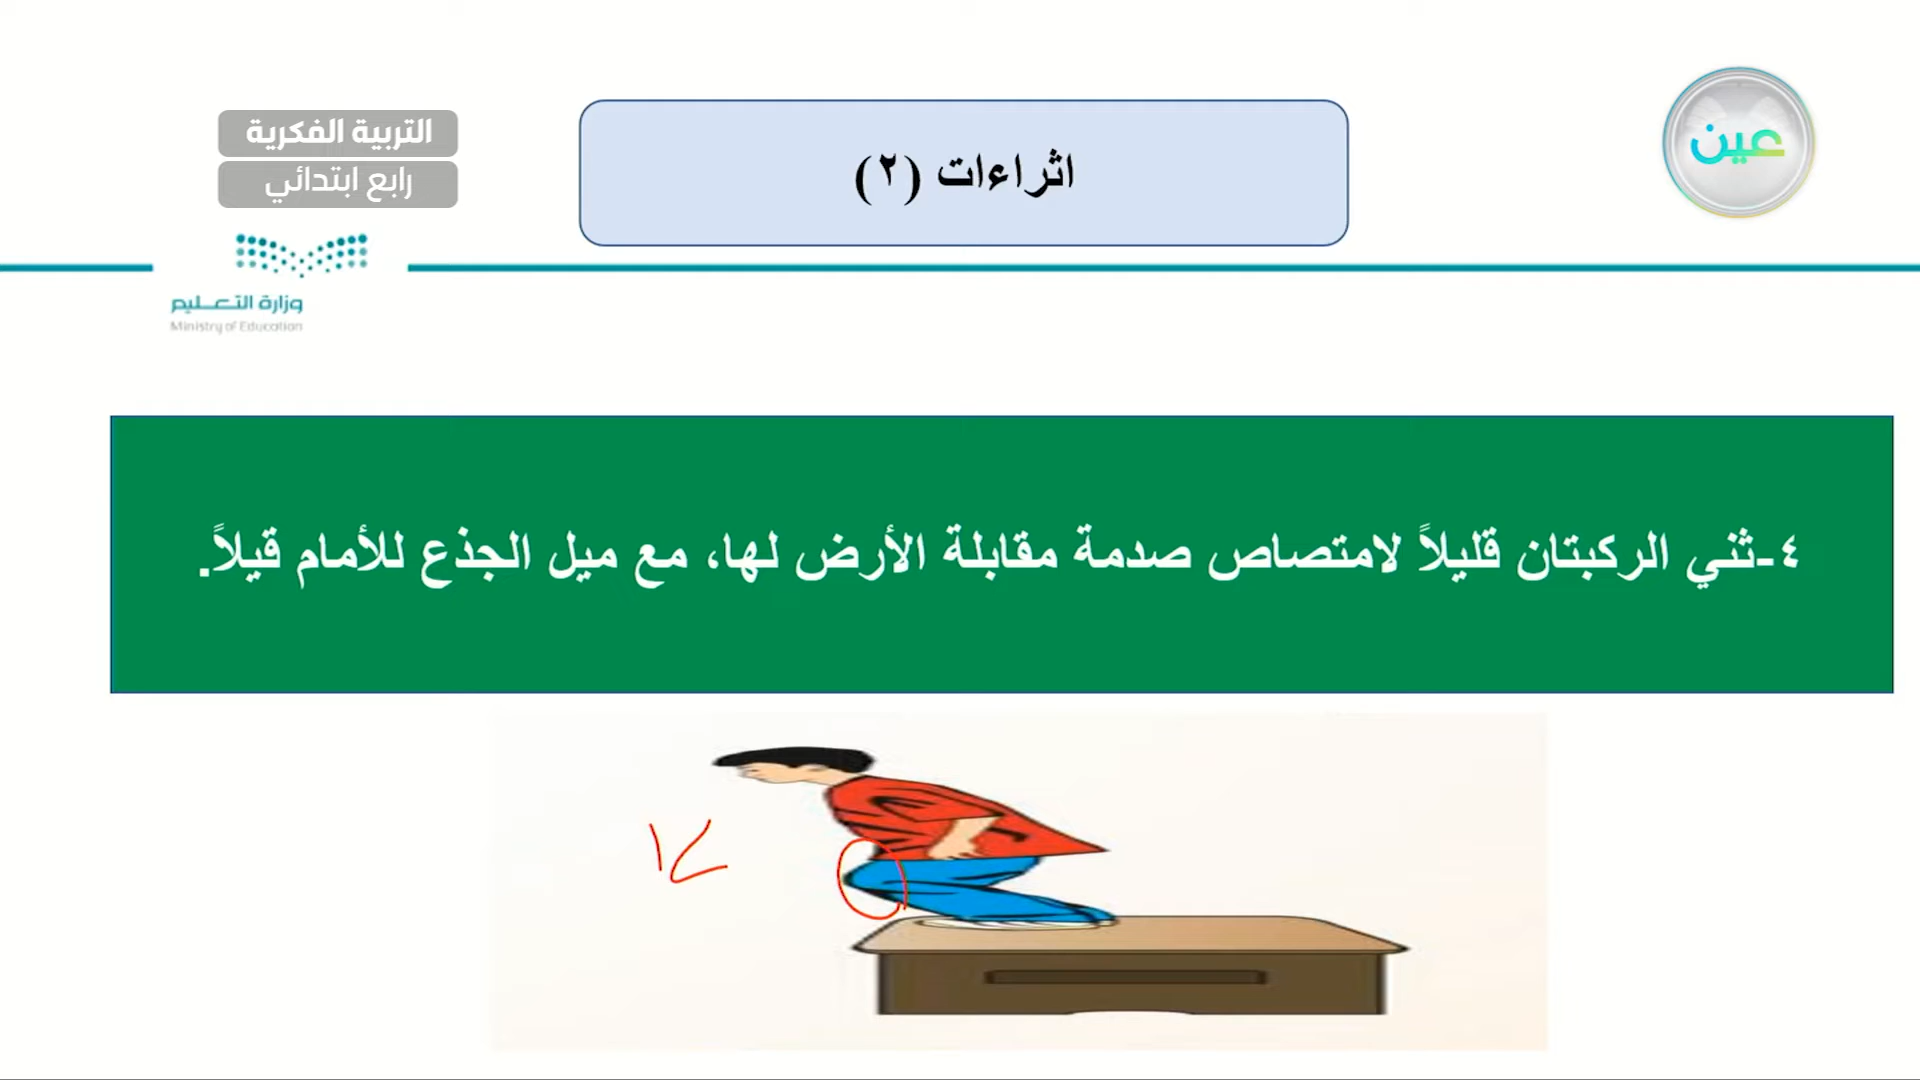 عين
اثراءات (٢)
التربية الفكرية
رابع ابتدائي
وزارة التعليم
Ministry of Education
٤-ثني الركبتان قليلاً لامتصاص صدمة مقابلة الأرض لها، مع ميل الجذع للأمام قيلاً.